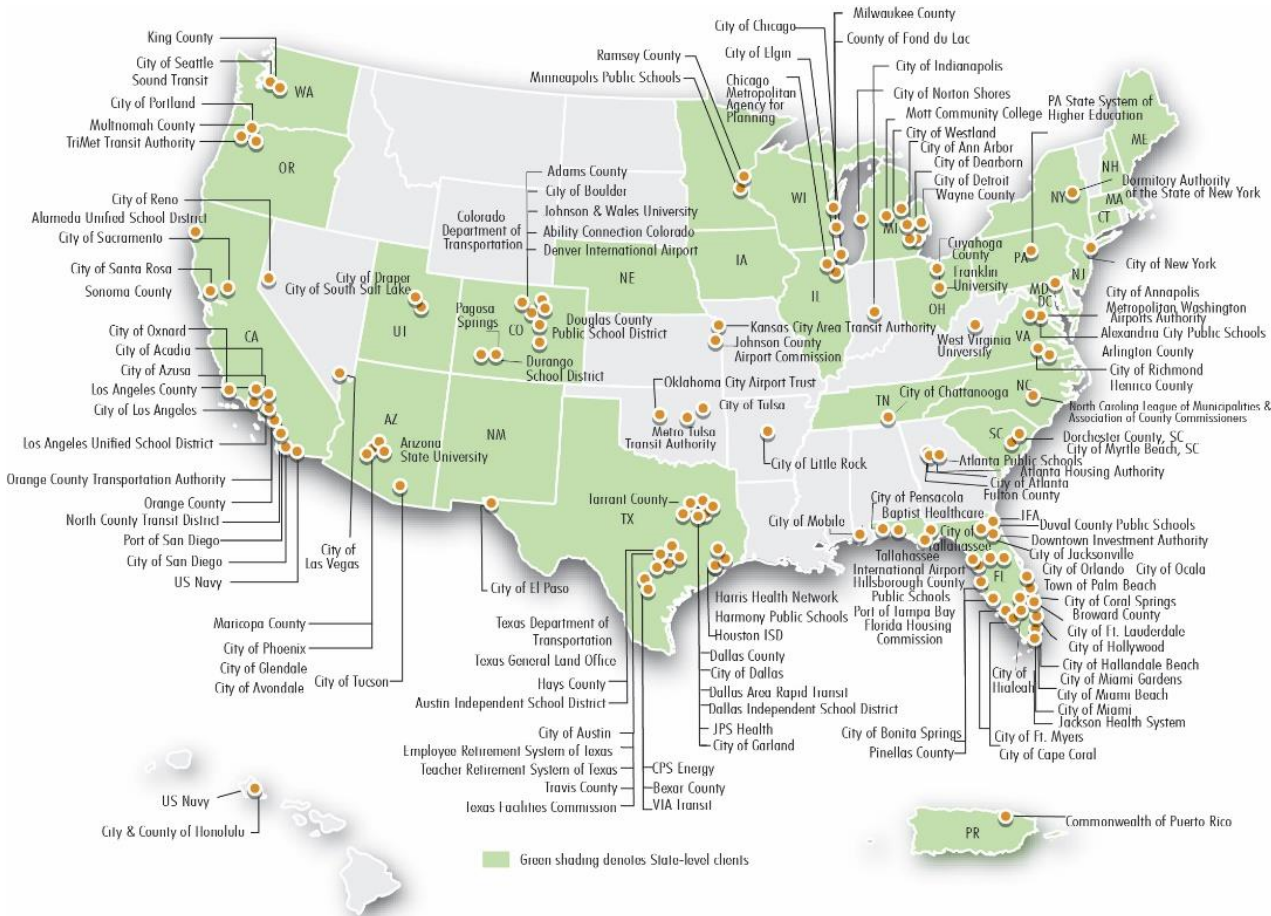 King County
City of Seattle
Sound Transit
City of Portland
Multnomah County
TriMet Transit Authority
WA
OR
City of Reno
Alameda Unified School District
City of Sacramento
City of Santa Rosa
Sonoma County
City of Oxnard
City of Acadia
City of Azusa
Los Angeles County
City of Los Angelos
Los Angeles Unified School District
Orange County Transportation Authority
Orange County
North County Transit District
Port of San Diego
City of San Diego
US Navy
CA
City of
Las Vegas
Maricopa County
City of Phoenix
City of Glendale
City of Avondale
City of Tucson
AZ
Arizona
State University
NM
City of Draper
City of South Salt Lake
UI
Adams County
City of Boulder
Johnson & Wales University
Ability Connection Colorado
Denver International Airport
Colorado
Department of
Transportation
Pagosa
Springs
CO
Douglas County
Public School District
Durango
School District
NE
IA
Ramsey County
Minneapolis Public Schools
City of Chicago
City of Elgin
Chicago
Metropolitan
Agency for
Planning
Milwaukee County
County of Fond du Lac
City of Indianapolis
City of Norton Shores
Mott Community College
City of Westland
City of Ann Arbor
City of Dearborn
City of Detroit
Wayne County
WI
MI
IL
Cuyahoga
County
Franklin
University
OH
PA State System of
Higher Education
ME
NH
MA
CT
NY
Dormitory Authority
of the State of New York
PA
NJ
City of New York
MD
DC
City of Annapolis
Metropolitan Washington
Airports Authority
Alexandria City Public Schools
VA
Arlington County
City of Richmond
Henrico County
West Virginia
University
Kansas City Area Transit Authority
Johnson County
Airport Commission
Oklahoma City Airport Trust
City of Tulsa
Metro Tulsa
Transit Authority
City of Little Rock
City of Chattanooga
TN
NC
North Caroling League of Municipalities &
Association of County Commissioners
SC
Dorchester County, SC
City of Myrtle Beach, SC
Atlanta Public Schools
Atlanta Housing Authority
City of Atlanta
Fulton County
Tarrant County
TX
City of El Paso
City of Mobile
City of Pensacola
Baptist Healthcare
City of
Tallahassee
Tallahassee
International Airport
Hillsborough County
Public Schools
Port of Tampa Bay
Florida Housing
Commission
JFA
Duval County Public Schools
Downtown Investment Authority
City of Jacksonville
FI
City of Orlando
City of Ocala
Town of Palm Beach
City of Coral Springs
Broward County
City of Ft. Lauderdale
City of Hollywood
City of Hallandale Beach
City of Miami Gardens
City of Miami Beach
City of Miami
Jackson Health System
City of
Hialeah
City of Bonita Springs
Pinellas County
City of Ft. Myers
City of Cape Coral
Harris Health Network
Harmony Public Schools
Houston ISD
Dallas County
City of Dallas
Dallas Area Rapid Transit
Dallas Independent School District
JPS Health
City of Garland
Texas Department of
Transportation
Texas General Land Office
Hays County
Austin Independent School District
City of Austin
Employee Retirement System of Texas
Teacher Retirement System of Texas
Travis County
Texas Facilities Commission
CPS Energy
Bexar County
VIA Transit
US Navy
City & County of Honolulu
PR
Commonwealth of Puerto Rico
Green shading denotes State-level clients